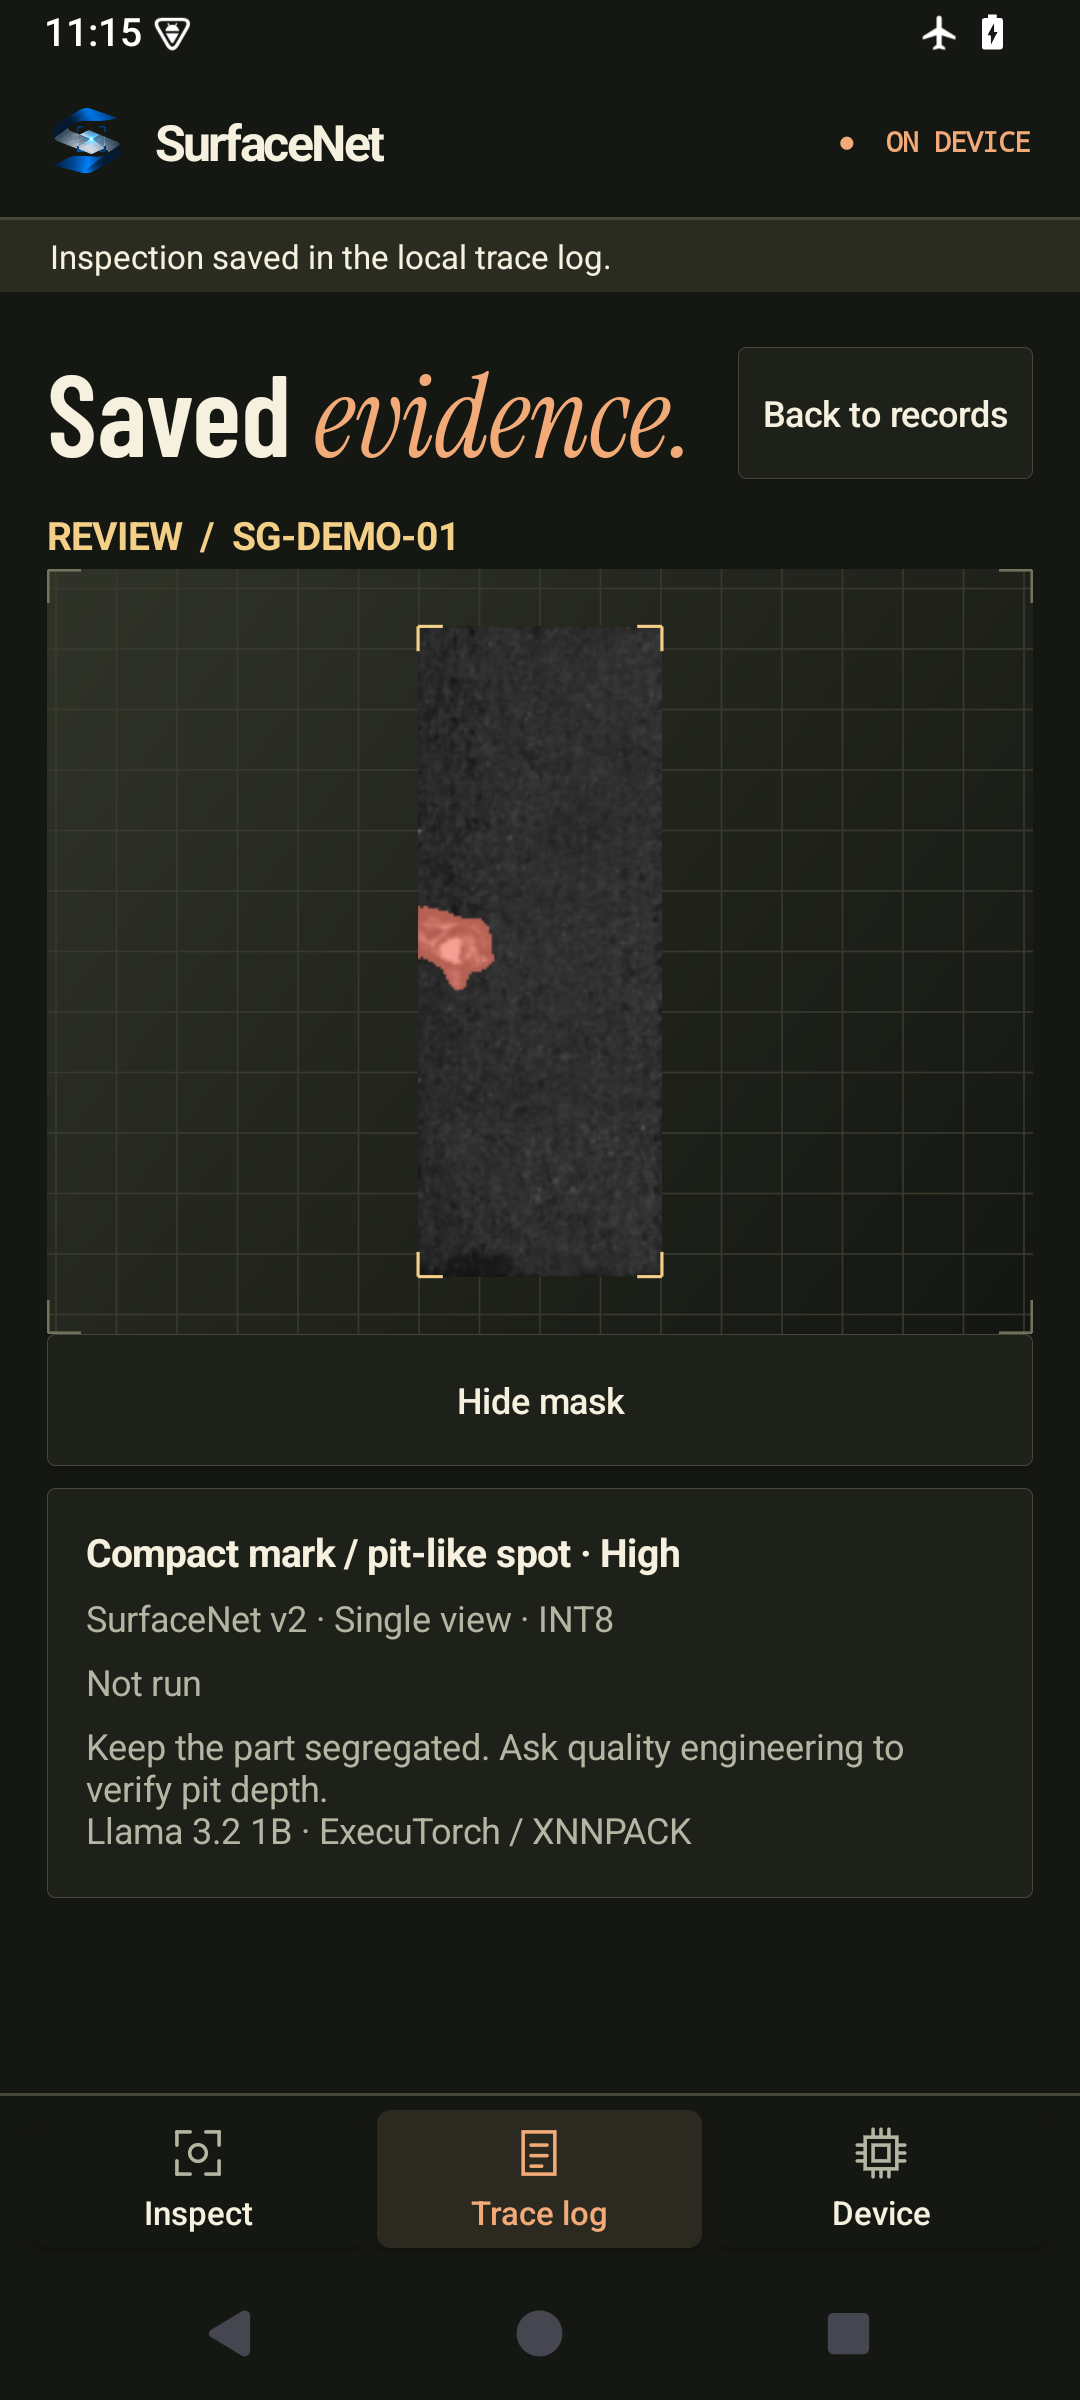 11:15
SurfaceNet
ON DEVICE
Inspection saved in the local trace log.
Saved evidence.
Back to records
REVIEW / SG-DEMO-01
Hide mask
Compact mark / pit-like spot · High
SurfaceNet v2 · Single view · INT8
Not run
Keep the part segregated. Ask quality engineering to
verify pit depth.
Llama 3.2 1B · ExecuTorch / XNNPACK
Inspect
Trace log
Device